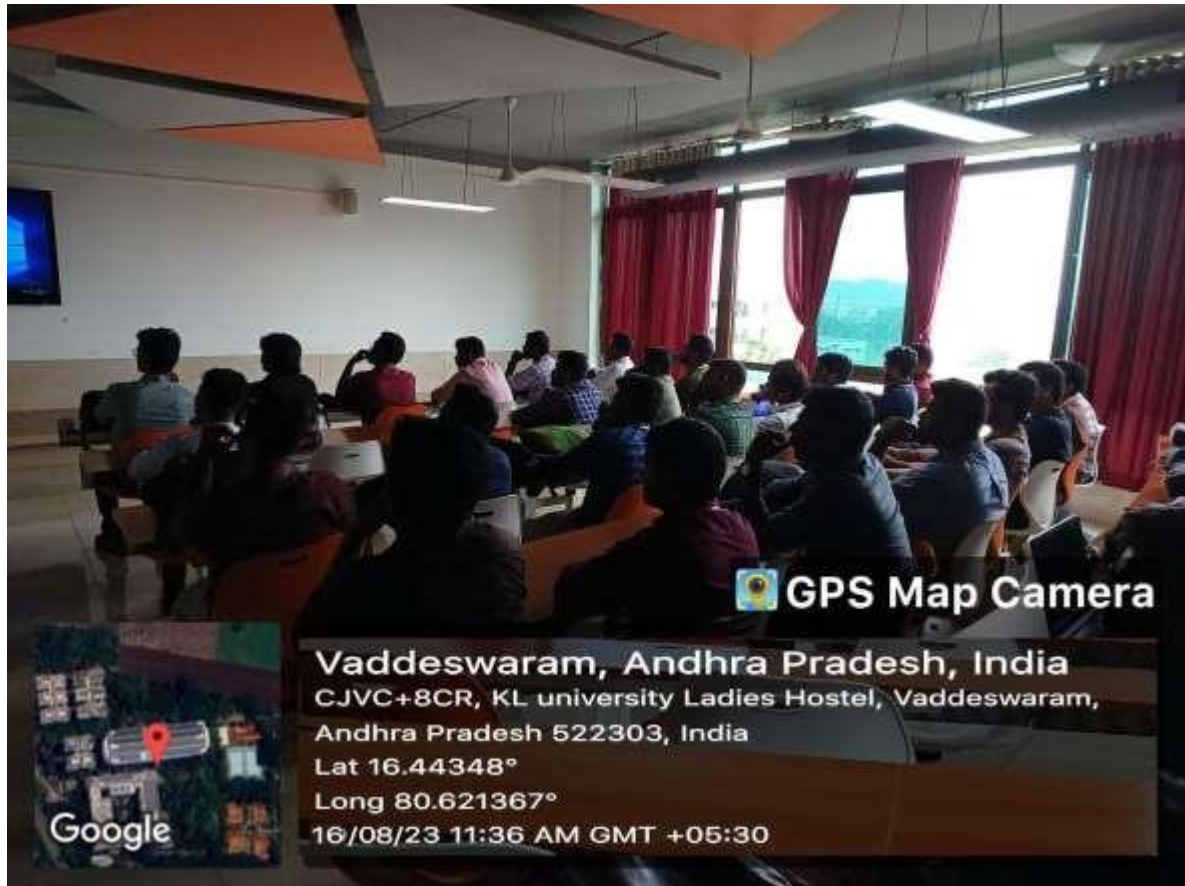 GPS Map Camera
Vaddeswaram, Andhra Pradesh, India
CJVC+8CR, KL university Ladies Hostel, Vaddeswaram,
Andhra Pradesh 522303, India
Lat 16.44348°
Long 80.621367°
16/08/23 11:36 AM GMT +05:30
Google